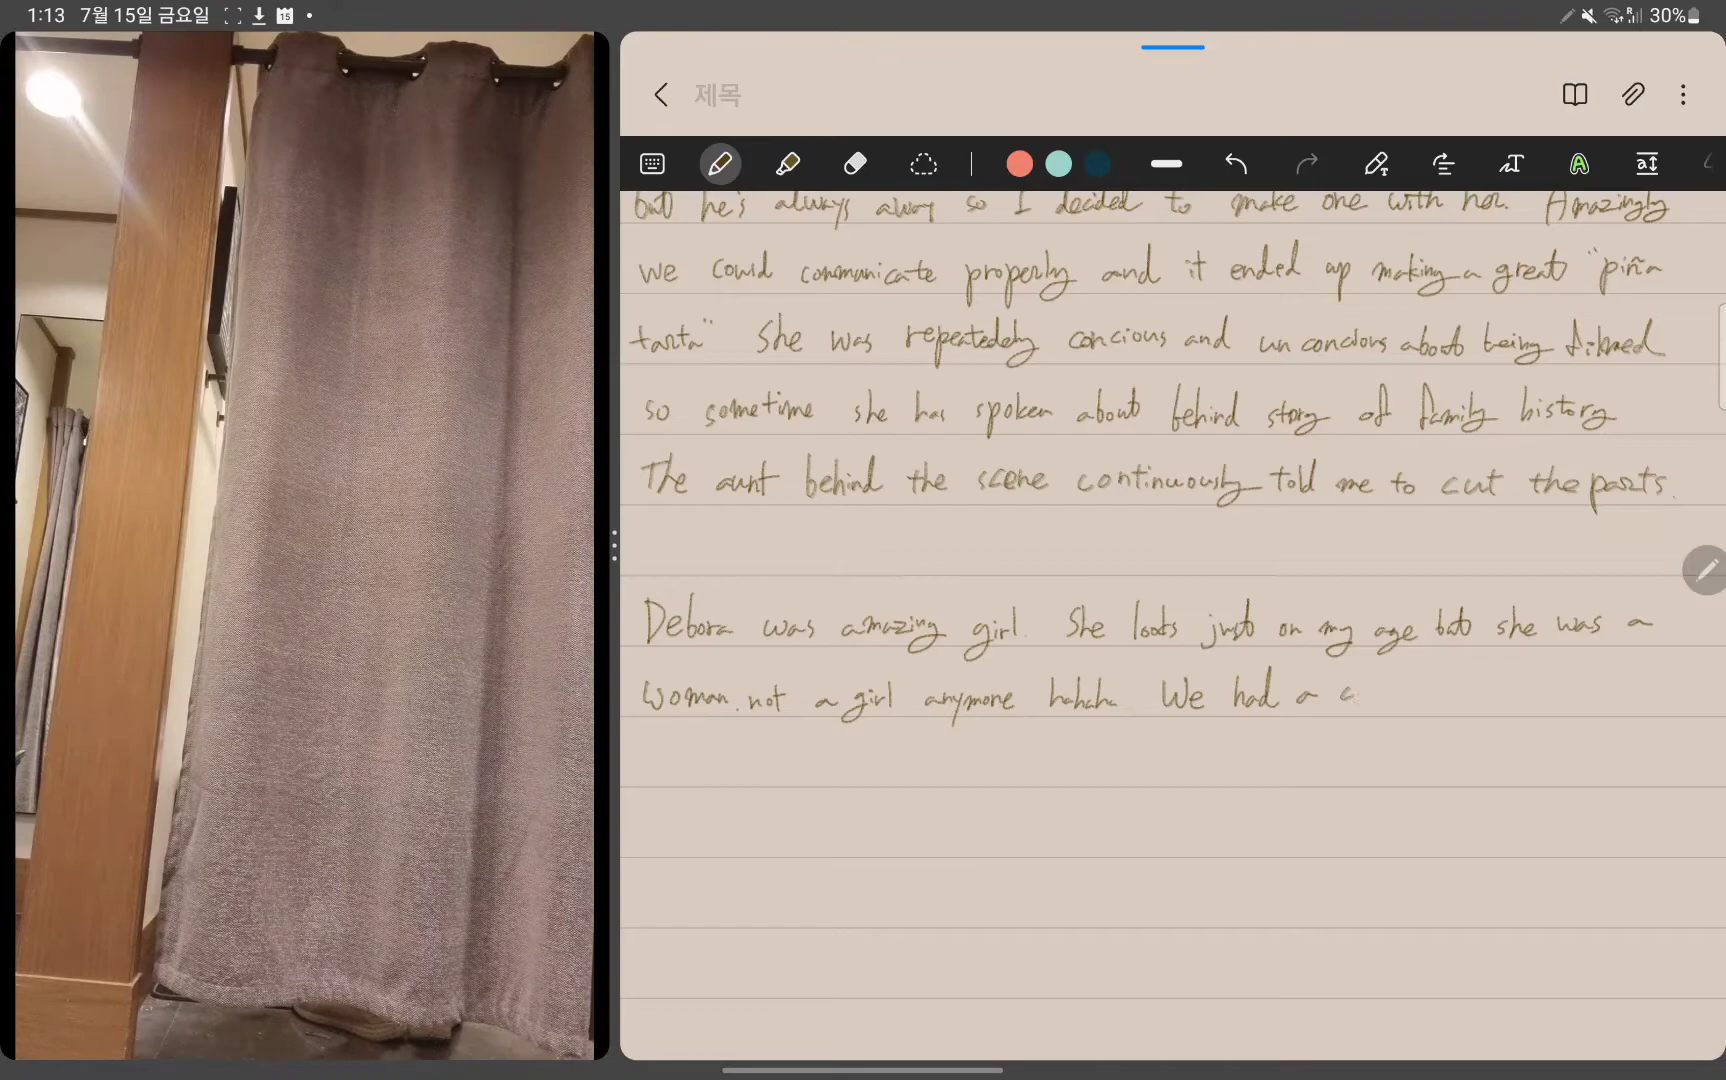 1:13 7월 15일 금요일 15 R 30%
제목
but he's always away so I decided to make one with her. Amazingly
we could communicate properly and it ended up making a great "piña
tarta" She was repeatedely concious and unconcious about being filmed
so sometime she has spoken about behind story of family history
The aunt behind the scene continuously told me to cut the parts.
Debora was amazing girl. She looks just on my age but she was a
woman. not a girl anymore hahaha We had a c